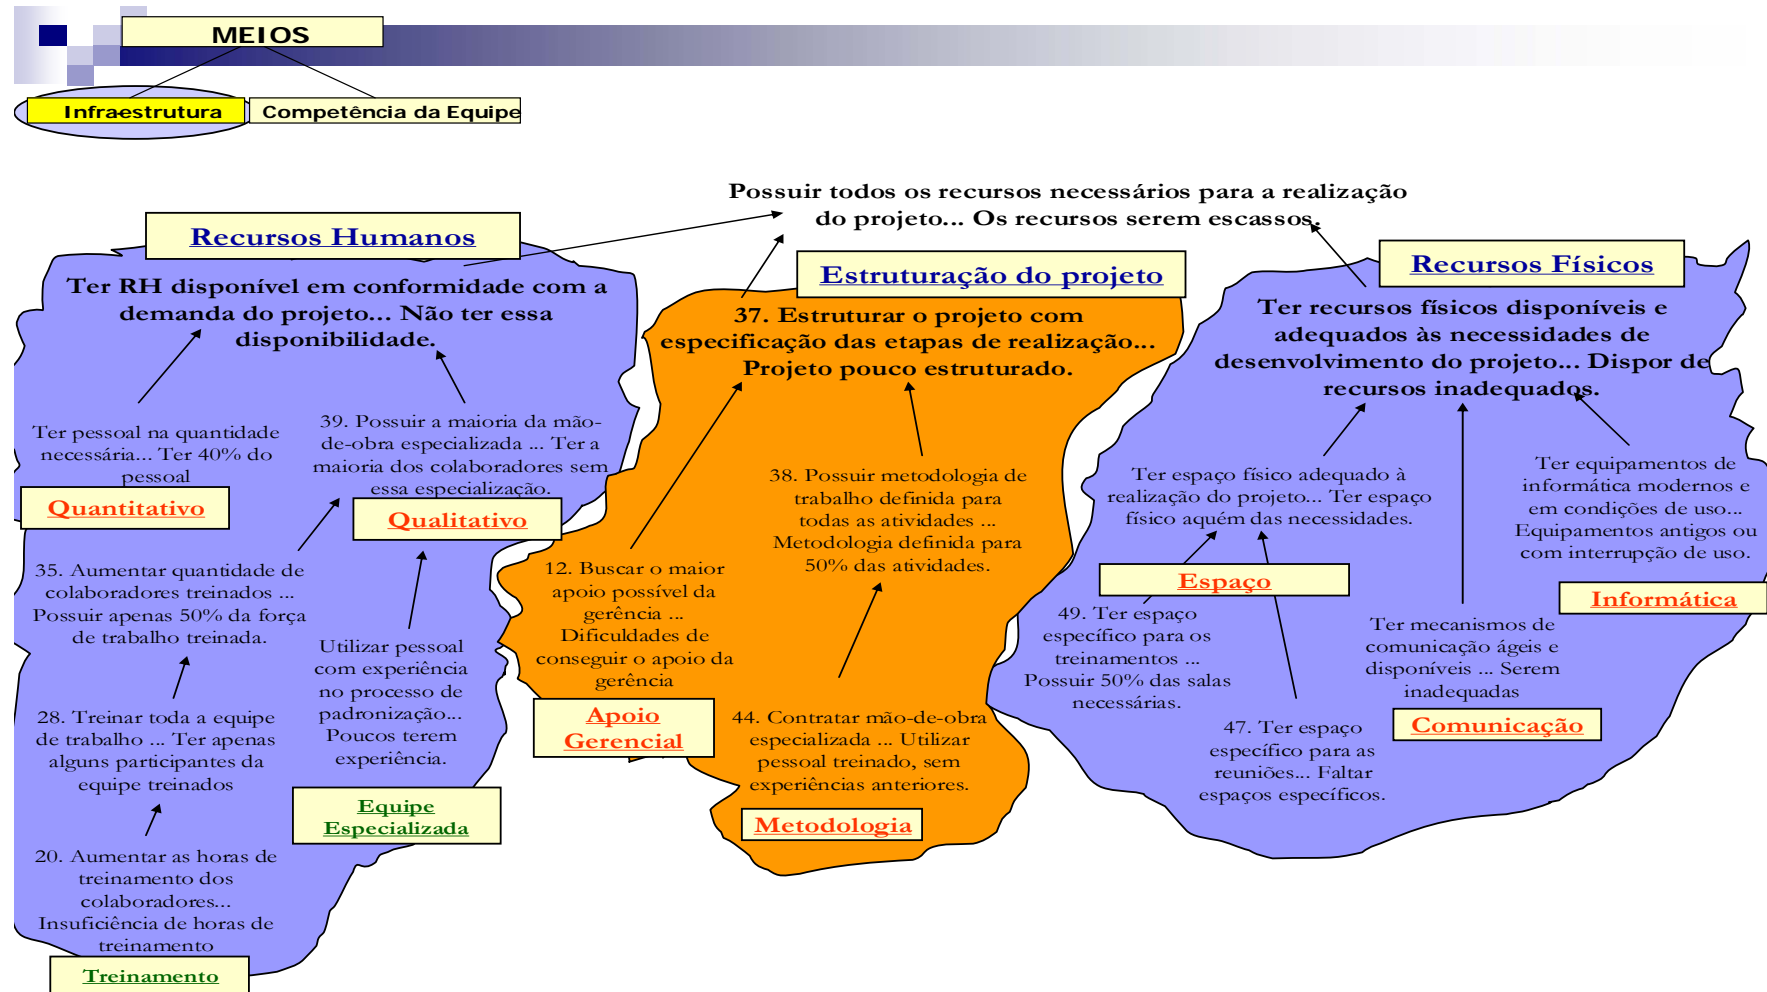 MEIOS
Infra-estrutura
Competência da Equipe
Possuir todos os recursos necessários para a realização
do projeto... Os recursos serem escassos.
Recursos Humanos
Ter RH disponível em conformidade com a
demanda do projeto... Não ter essa
disponibilidade.
Ter pessoal na quantidade
necessária... Ter 40% do
pessoal
Quantitativo
39. Possuir a maioria da mão-
de-obra especializada ... Ter a
maioria dos colaboradores sem
essa especialização.
Qualitativo
35. Aumentar quantidade de
colaboradores treinados ...
Possuir apenas 50% da força
de trabalho treinada.
28. Treinar toda a equipe
de trabalho ... Ter apenas
alguns participantes da
equipe treinados
20. Aumentar as horas de
treinamento dos
colaboradores...
Insuficiência de horas de
treinamento
Treinamento
Utilizar pessoal
com experiência
no processo de
padronização...
Poucos terem
experiência.
Equipe
Especializada
Estruturação do projeto
37. Estruturar o projeto com
especificação das etapas de realização...
Projeto pouco estruturado.
12. Buscar o maior
apoio possível da
gerência ...
Dificuldades de
conseguir o apoio da
gerência
Apoio
Gerencial
38. Possuir metodologia de
trabalho definida para
todas as atividades ...
Metodologia definida para
50% das atividades.
44. Contratar mão-de-obra
especializada ... Utilizar
pessoal treinado, sem
experiências anteriores.
Metodologia
Recursos Físicos
Ter recursos físicos disponíveis e
adequados às necessidades de
desenvolvimento do projeto... Dispor de
recursos inadequados.
Ter espaço físico adequado à
realização do projeto... Ter espaço
físico aquém das necessidades.
Espaço
49. Ter espaço
específico para os
treinamentos ...
Possuir 50% das salas
necessárias.
47. Ter espaço
específico para as
reuniões... Faltar
espaços específicos.
Ter mecanismos de
comunicação ágeis e
disponíveis ... Serem
inadequadas
Comunicação
Ter equipamentos de
informática modernos e
em condições de uso...
Equipamentos antigos ou
com interrupção de uso.
Informática